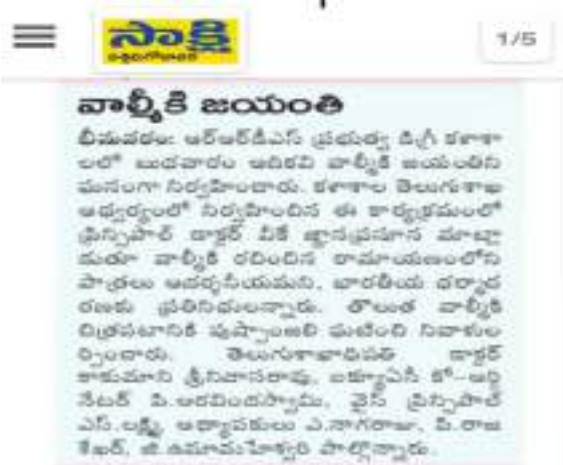 సాక్షి
1/5
వాల్మీకి జయంతి
భీమవరం: ఆర్ఆర్‌డీఎస్ ప్రభుత్వ డిగ్రీ కళాశా
లలో బుధవారం ఆదికవి వాల్మీకి జయంతిని
ఘనంగా నిర్వహించారు. కళాశాల తెలుగుశాఖ
ఆధ్వర్యంలో నిర్వహించిన ఈ కార్యక్రమంలో
ప్రిన్సిపాల్ డాక్టర్ వీకే జ్ఞానప్రసూన మాట్లా
డుతూ వాల్మీకి రచించిన రామాయణంలోని
పాత్రలు ఆదర్శనీయమని, భారతీయ ధర్మాద
రణకు ప్రతినిధులన్నారు. తొలుత వాల్మీకి
చిత్రపటానికి పుష్పాంజలి ఘటించి నివాళుల
ర్పించారు. తెలుగుశాఖాధిపతి డాక్టర్
కాకుమాని శ్రీనివాసరావు, ఐక్యూఏసీ కో-ఆర్డి
నేటర్ పి.అరవిందస్వామి, వైస్ ప్రిన్సిపాల్
ఎస్.లక్ష్మి, అధ్యాపకులు ఎ.నాగరాజు, పి.రాజ
శేఖర్, జి.ఉమామహేశ్వరి పాల్గొన్నారు.